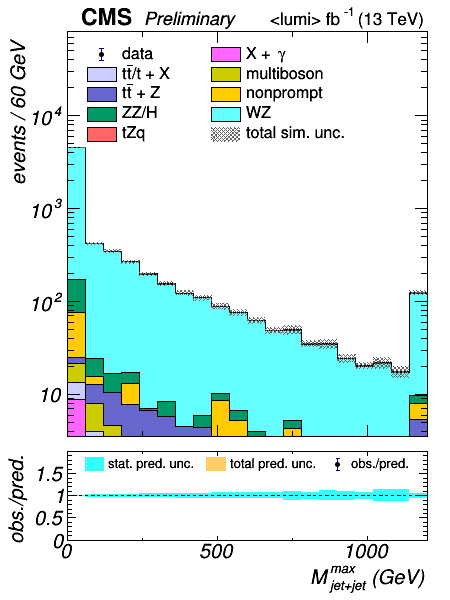 CMS Preliminary <lumi> fb⁻¹ (13 TeV)
events / 60 GeV
data
tt̄/t + X
tt̄ + Z
ZZ/H
tZq
X + γ
multiboson
nonprompt
WZ
total sim. unc.
10⁴
10³
10²
10
obs./pred.
stat. pred. unc. total pred. unc. obs./pred.
1.5
1
0.5
0
0 500 1000
M^max_jet+jet (GeV)